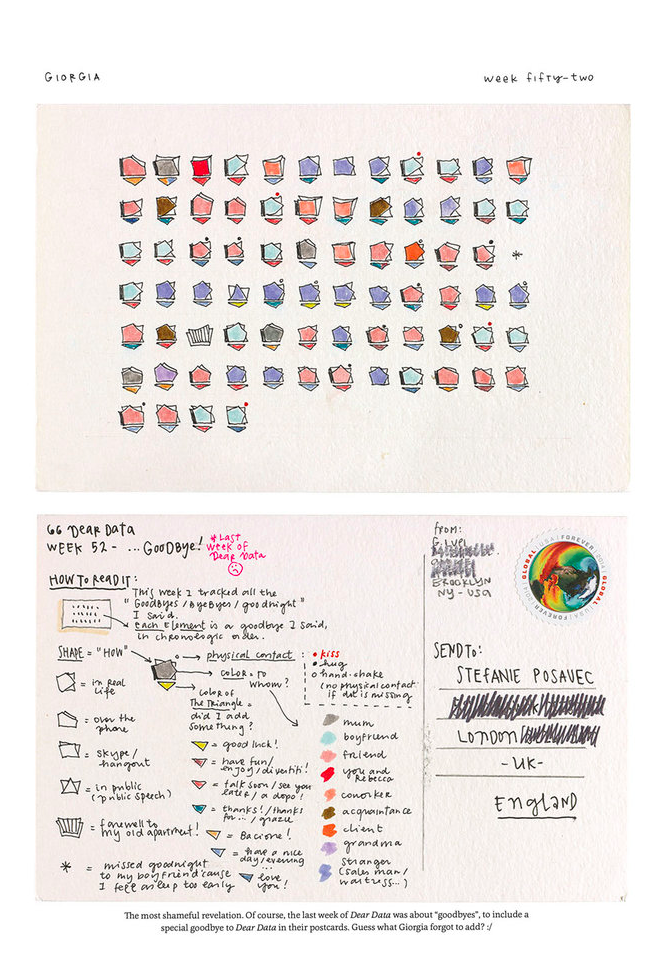 GIORGIA
week fifty-two
GG DEAR DATA
WEEK 52 - ... GOODBYE!
* LAST
week of
DEAR DATA
HOW TO READ IT:
This week I tracked all the
"GOODBYES / BYEBYES / goodnight"
I said.
each element is a goodbye I said,
in chronologic order.
SHAPE = "HOW"
= in real
life
= over the
phone
= skype/
hangout
= in public
(public speech)
= farewell to
my old apartment!
* = missed goodnight
to my boyfriend 'cause
I fell asleep too early
physical contact :
• kiss
• hug
o hand-shake
(no physical contact
if dot is missing
color = to
whom?
color of
The Triangle =
did I add
something?
= good luck!
= have fun/
enjoy/divertiti!
= talk soon/see you
later/a dopo!
= thanks!/thanks
for.../grazie
= Bacione!
= have a nice
day/evening
...
= love
you!
mum
boyfriend
friend
you and
Rebecca
coworker
acquaintance
client
grandma
stranger
(sales man/
waitress...)
FROM:
G. LUPI
BROOKLYN
NY - USA
GLOBAL
USA
FOREVER
2014
SEND TO:
STEFANIE POSAVEC
LONDON
-UK-
ENGLAND
The most shameful revelation. Of course, the last week of Dear Data was about "goodbyes", to include a
special goodbye to Dear Data in their postcards. Guess what Giorgia forgot to add? :/